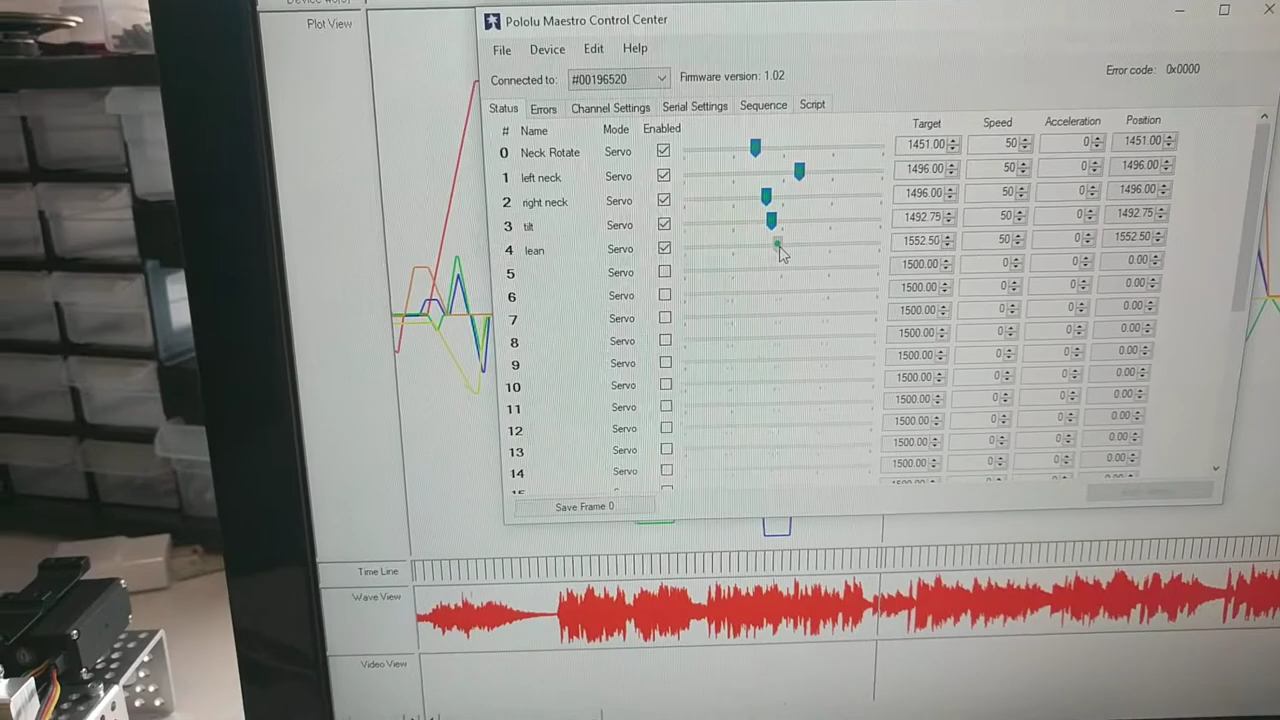 Plot View
Pololu Maestro Control Center
File Device Edit Help
Connected to: #00196520 Firmware version: 1.02 Error code: 0x0000
Status Errors Channel Settings Serial Settings Sequence Script
# Name Mode Enabled Target Speed Acceleration Position
0 Neck Rotate Servo 1451.00 50 0 1451.00
1 left neck Servo 1496.00 50 0 1496.00
2 right neck Servo 1496.00 50 0 1496.00
3 tilt Servo 1492.75 50 0 1492.75
4 lean Servo 1552.50 50 0 1552.50
5 Servo 1500.00 0 0 0.00
6 Servo 1500.00 0 0 0.00
7 Servo 1500.00 0 0 0.00
8 Servo 1500.00 0 0 0.00
9 Servo 1500.00 0 0 0.00
10 Servo 1500.00 0 0 0.00
11 Servo 1500.00 0 0 0.00
12 Servo 1500.00 0 0 0.00
13 Servo 1500.00 0 0 0.00
14 Servo 1500.00 0 0 0.00
Save Frame 0
Time Line
Wave View
Video View